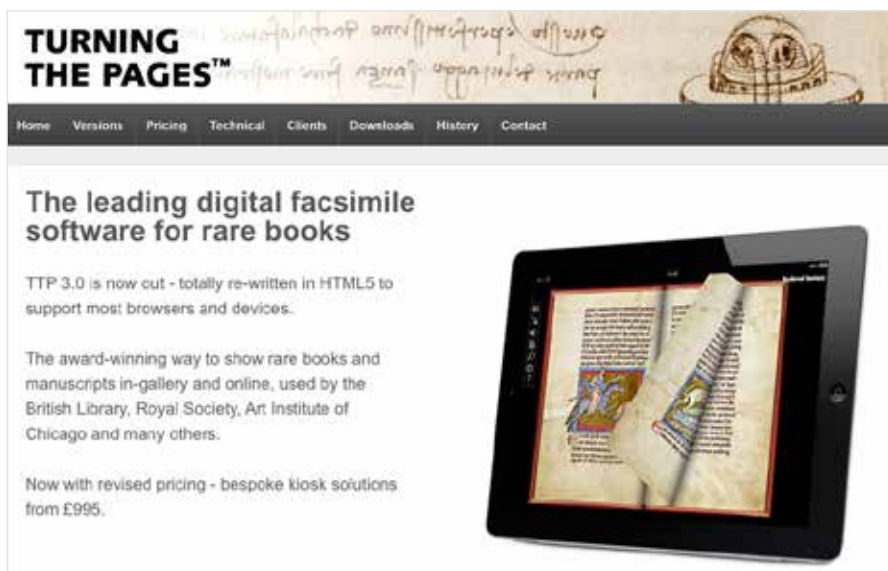 TURNING
THE PAGES™
Home Versions Pricing Technical Clients Downloads History Contact
The leading digital facsimile
software for rare books
TTP 3.0 is now out - totally re-written in HTML5 to
support most browsers and devices.
The award-winning way to show rare books and
manuscripts in-gallery and online, used by the
British Library, Royal Society, Art Institute of
Chicago and many others.
Now with revised pricing - bespoke kiosk solutions
from £995.